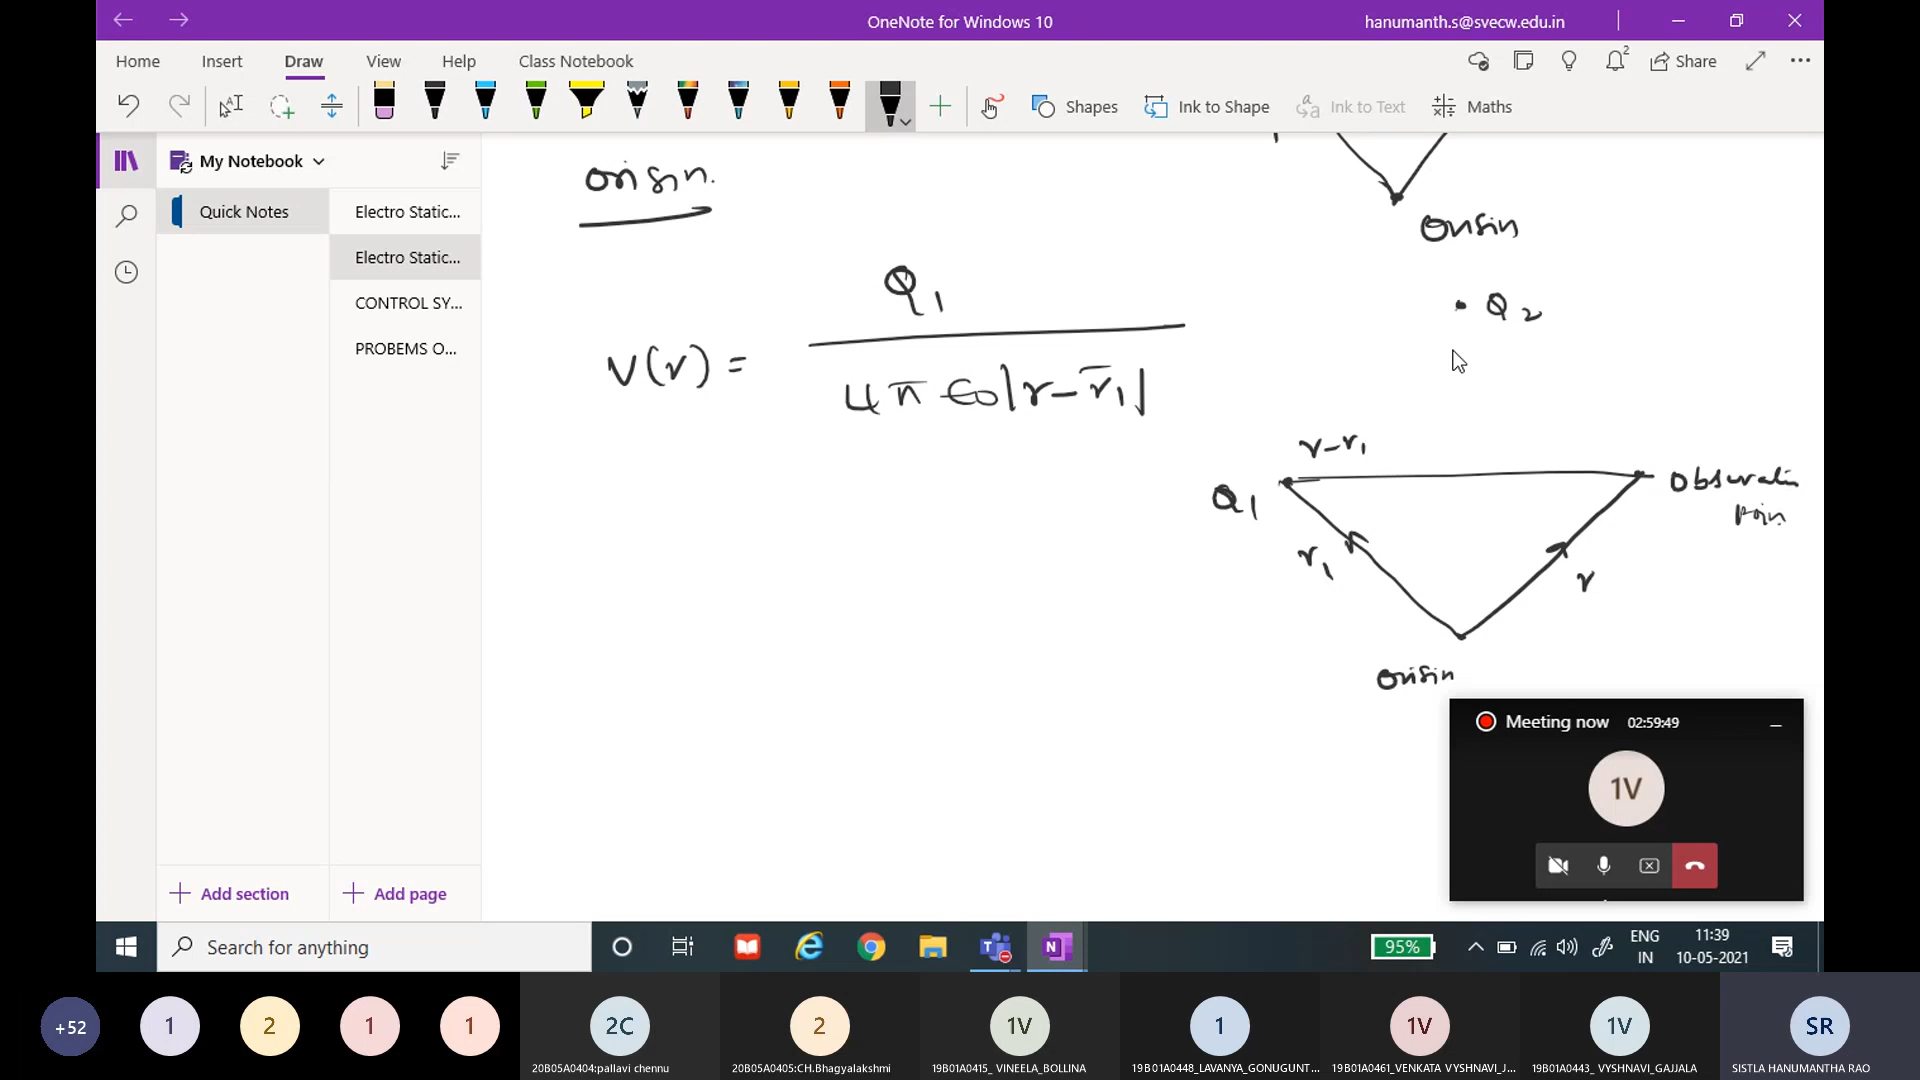 OneNote for Windows 10
hanumanth.s@svecw.edu.in
Home Insert Draw View Help Class Notebook
2
Share
Shapes
Ink to Shape
Ink to Text
Maths
My Notebook
Quick Notes
Electro Static...
Electro Static...
CONTROL SY...
PROBEMS O...
Add section
Add page
origin.
origin
Q1
V(r) =
4π ϵ0|r - r̄1|
Q2
r-r1
Q1
r1
r
origin
Meeting now 02:59:49
1V
Search for anything
95%
ENG
IN
11:39
10-05-2021
+52
1
2
1
1
2C
20B05A0404:pallavi chennu
2
20B05A0405:CH.Bhagyalakshmi
1V
19B01A0415_ VINEELA_BOLLINA
1
19B01A0448_LAVANYA_GONUGUNT...
1V
19B01A0461_VENKATA VYSHNAVI_J...
1V
19B01A0443_ VYSHNAVI_GAJJALA
SR
SISTLA HANUMANTHA RAO